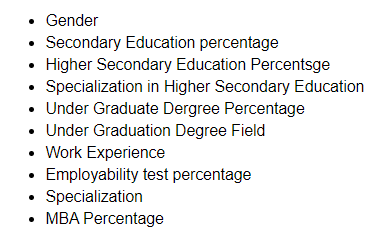 Gender
Secondary Education percentage
Higher Secondary Education Percentsge
Specialization in Higher Secondary Education
Under Graduate Dergree Percentage
Under Graduation Degree Field
Work Experience
Employability test percentage
Specialization
MBA Percentage